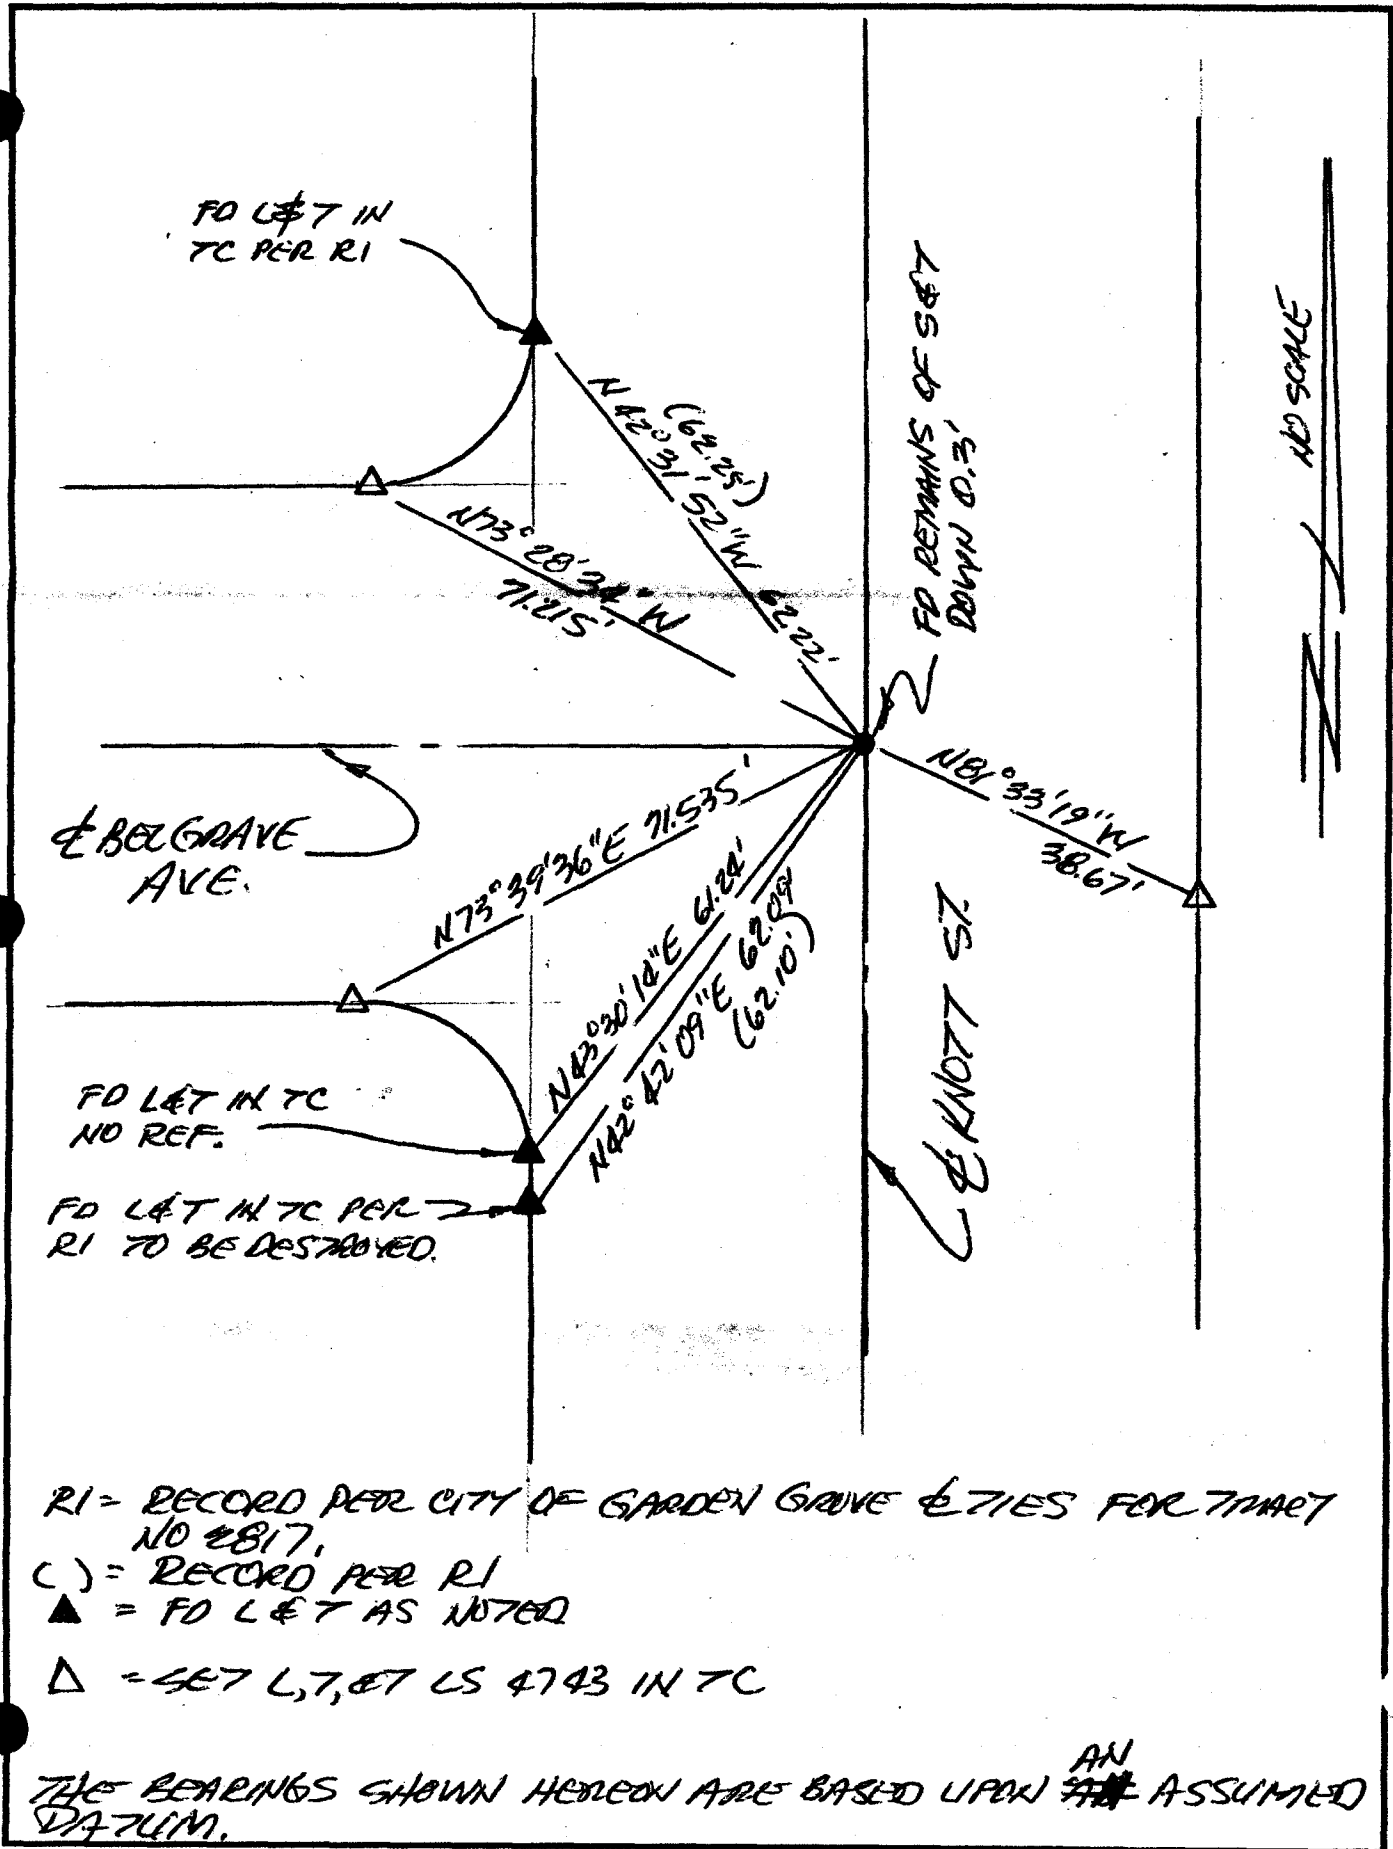 FD L&T IN
TC PER R1
N 42° 31' 52" W 62.22'
(62.25')
N73° 28' 34" W
71.215'
FD REMAINS OF S&T
DOWN 0.3'
NO SCALE
N
℄ BELGRAVE
AVE.
N81° 33' 19" W
38.67'
N73° 39' 36" E 71.535'
N43° 30' 14" E 61.24'
N42° 42' 09" E 62.09'
(62.10')
℄ KNOTT ST.
FD L&T IN TC
NO REF.
FD L&T IN TC PER
R1 TO BE DESTROYED.
R1 = RECORD PER CITY OF GARDEN GROVE ℄ TIES FOR TRACT
NO 2817.
( ) = RECORD PER R1
▲ = FD L&T AS NOTED
△ = SET L,T,&T LS 4743 IN TC
THE BEARINGS SHOWN HEREON ARE BASED UPON AN ASSUMED
DATUM.